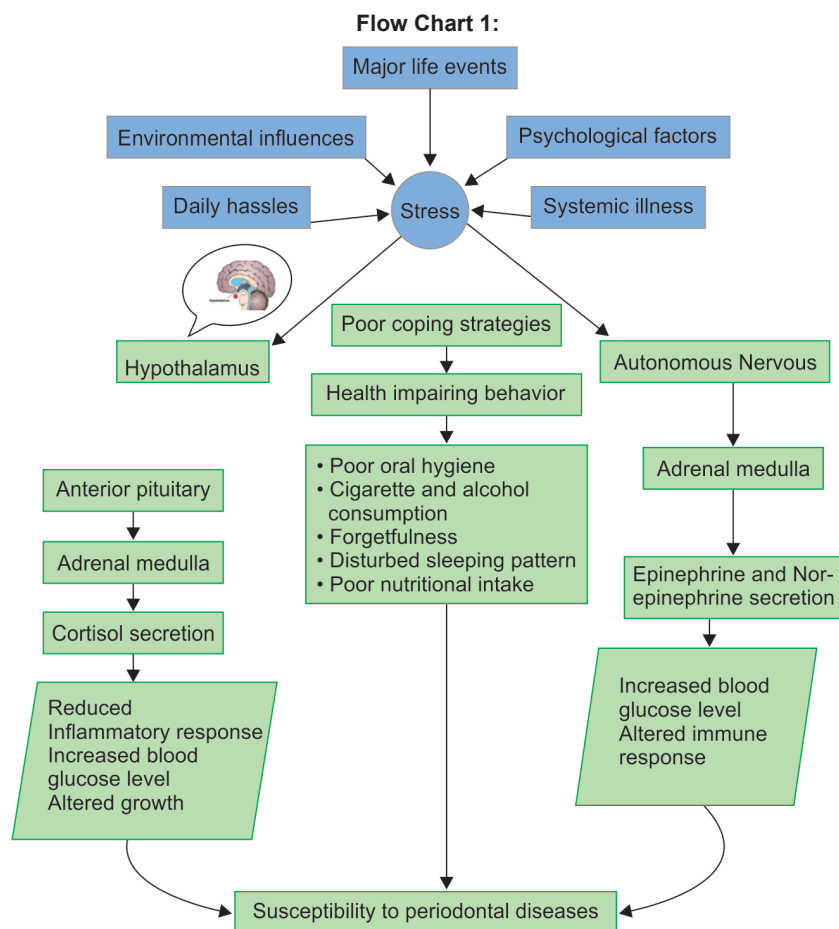 Flow Chart 1:
Major life events
Environmental influences
Psychological factors
Daily hassles
Stress
Systemic illness
hypothalamus
Hypothalamus
Poor coping strategies
Autonomous Nervous
Health impairing behavior
• Poor oral hygiene
• Cigarette and alcohol
consumption
• Forgetfulness
• Disturbed sleeping pattern
• Poor nutritional intake
Adrenal medulla
Anterior pituitary
Adrenal medulla
Cortisol secretion
Epinephrine and Nor-
epinephrine secretion
Reduced
Inflammatory response
Increased blood
glucose level
Altered growth
Increased blood
glucose level
Altered immune
response
Susceptibility to periodontal diseases